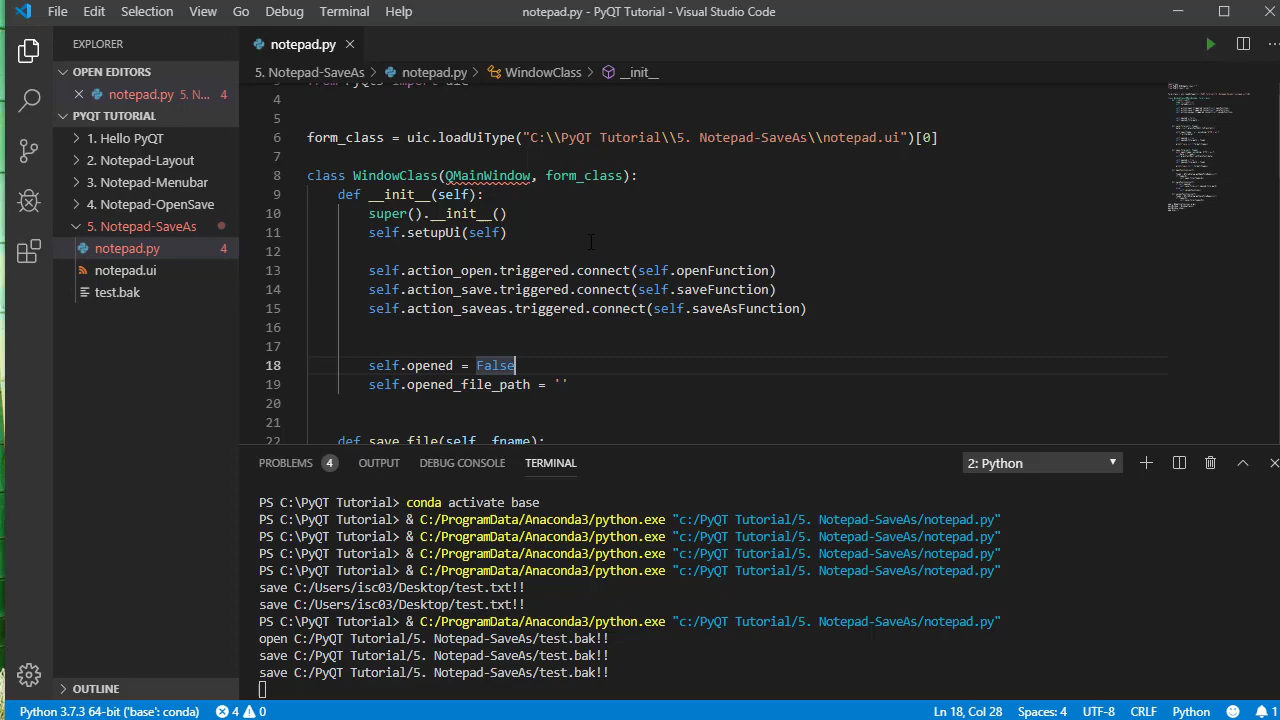 File Edit Selection View Go Debug Terminal Help notepad.py - PyQT Tutorial - Visual Studio Code
EXPLORER
OPEN EDITORS
notepad.py 5. N... 4
PYQT TUTORIAL
1. Hello PyQT
2. Notepad-Layout
3. Notepad-Menubar
4. Notepad-OpenSave
5. Notepad-SaveAs
notepad.py 4
notepad.ui
test.bak
OUTLINE
notepad.py
5. Notepad-SaveAs > notepad.py > WindowClass > __init__
4
5
6 form_class = uic.loadUiType("C:\\PyQT Tutorial\\5. Notepad-SaveAs\\notepad.ui")[0]
7
8 class WindowClass(QMainWindow, form_class):
9 def __init__(self):
10 super().__init__()
11 self.setupUi(self)
12
13 self.action_open.triggered.connect(self.openFunction)
14 self.action_save.triggered.connect(self.saveFunction)
15 self.action_saveas.triggered.connect(self.saveAsFunction)
16
17
18 self.opened = False
19 self.opened_file_path = ''
20
21
22 def save_file(self, fname):
PROBLEMS 4 OUTPUT DEBUG CONSOLE TERMINAL 2: Python
PS C:\PyQT Tutorial> conda activate base
PS C:\PyQT Tutorial> & C:/ProgramData/Anaconda3/python.exe "c:/PyQT Tutorial/5. Notepad-SaveAs/notepad.py"
PS C:\PyQT Tutorial> & C:/ProgramData/Anaconda3/python.exe "c:/PyQT Tutorial/5. Notepad-SaveAs/notepad.py"
PS C:\PyQT Tutorial> & C:/ProgramData/Anaconda3/python.exe "c:/PyQT Tutorial/5. Notepad-SaveAs/notepad.py"
PS C:\PyQT Tutorial> & C:/ProgramData/Anaconda3/python.exe "c:/PyQT Tutorial/5. Notepad-SaveAs/notepad.py"
save C:/Users/isc03/Desktop/test.txt!!
save C:/Users/isc03/Desktop/test.txt!!
PS C:\PyQT Tutorial> & C:/ProgramData/Anaconda3/python.exe "c:/PyQT Tutorial/5. Notepad-SaveAs/notepad.py"
open C:/PyQT Tutorial/5. Notepad-SaveAs/test.bak!!
save C:/PyQT Tutorial/5. Notepad-SaveAs/test.bak!!
save C:/PyQT Tutorial/5. Notepad-SaveAs/test.bak!!
Python 3.7.3 64-bit ('base': conda) 4 0 Ln 18, Col 28 Spaces: 4 UTF-8 CRLF Python 1